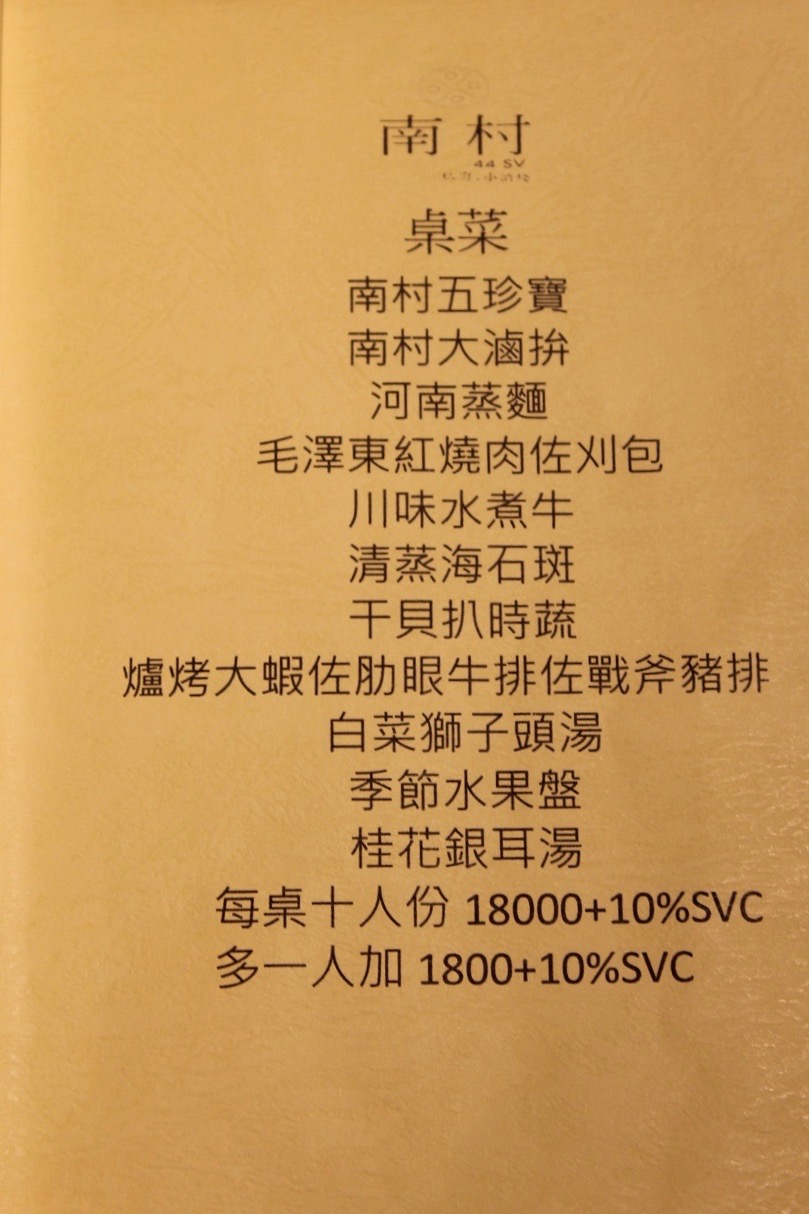 南村
44 SV
桌菜
南村五珍寶
南村大滷拚
河南蒸麵
毛澤東紅燒肉佐刈包
川味水煮牛
清蒸海石斑
干貝扒時蔬
爐烤大蝦佐肋眼牛排佐戰斧豬排
白菜獅子頭湯
季節水果盤
桂花銀耳湯
每桌十人份 18000+10%SVC
多一人加 1800+10%SVC